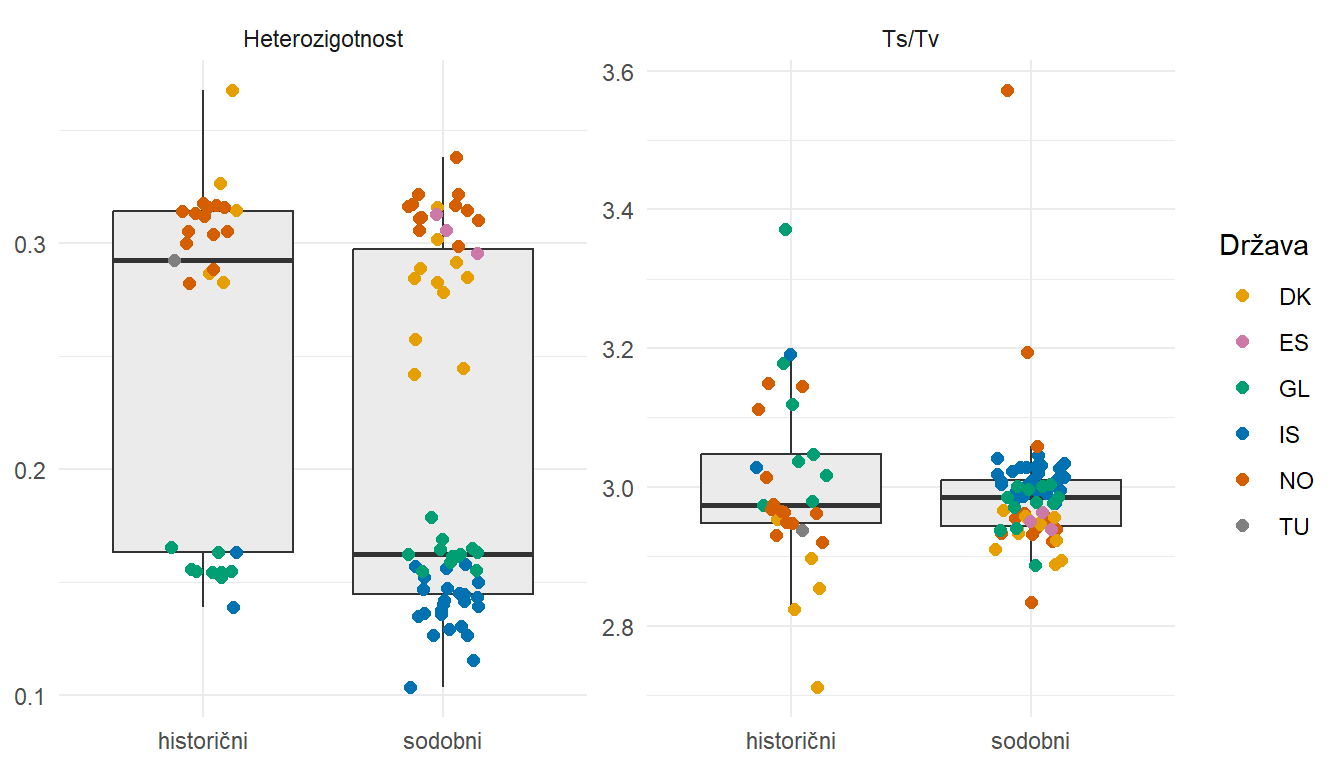 Heterozigotnost
Ts/Tv
0.3
0.2
0.1
historični
sodobni
3.6
3.4
3.2
3.0
2.8
historični
sodobni
Država
DK
ES
GL
IS
NO
TU